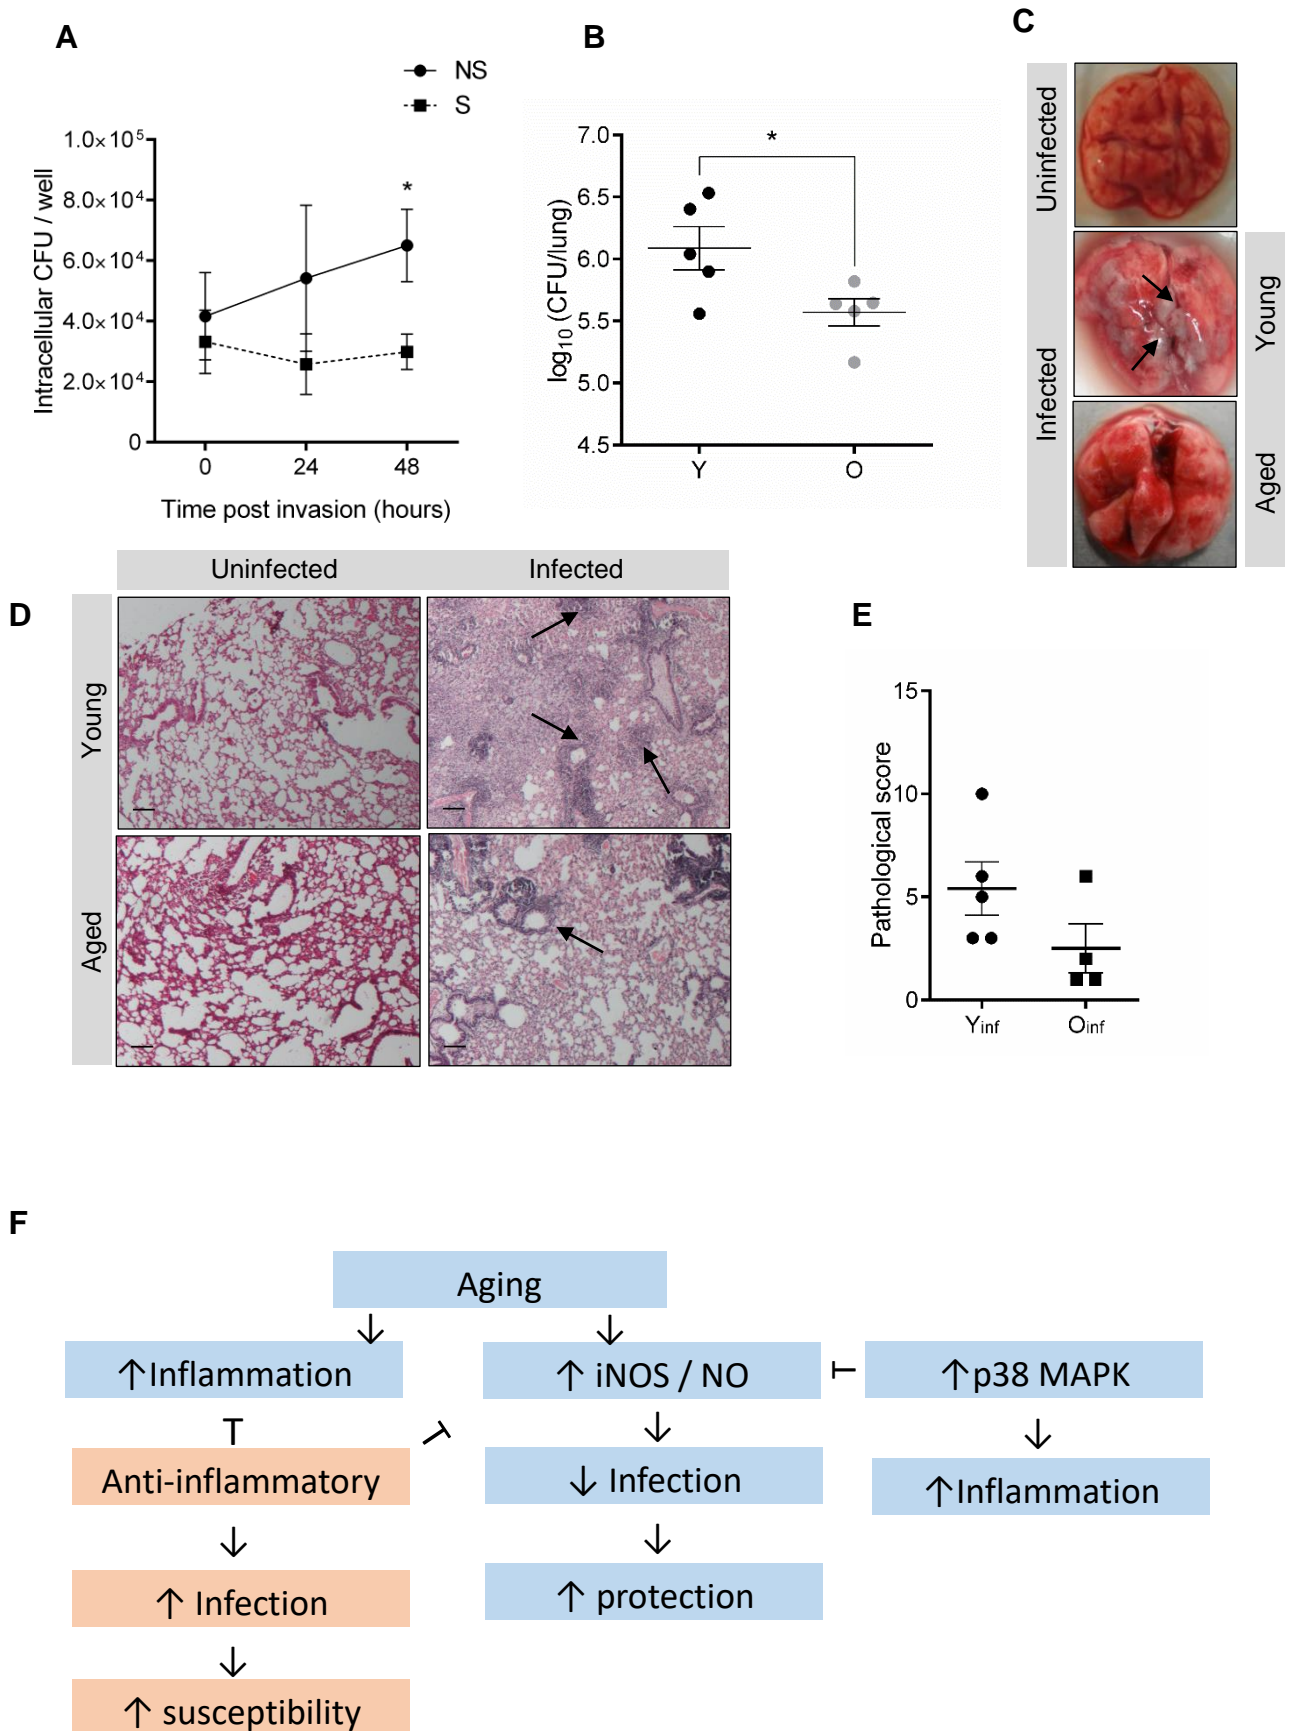 A
NS
S
Intracellular CFU / well
1.0×10⁵
8.0×10⁴
6.0×10⁴
4.0×10⁴
2.0×10⁴
0
*
0 24 48
Time post invasion (hours)
B
log₁₀ (CFU/lung)
7.0
6.5
6.0
5.5
5.0
4.5
*
Y O
C
Uninfected
Infected
Young
Aged
D
Uninfected Infected
Young
Aged
E
Pathological score
15
10
5
0
Yinf Oinf
F
Aging
↑Inflammation
↑ iNOS / NO
↑p38 MAPK
Anti-inflammatory
↓ Infection
↑Inflammation
↑ Infection
↑ protection
↑ susceptibility